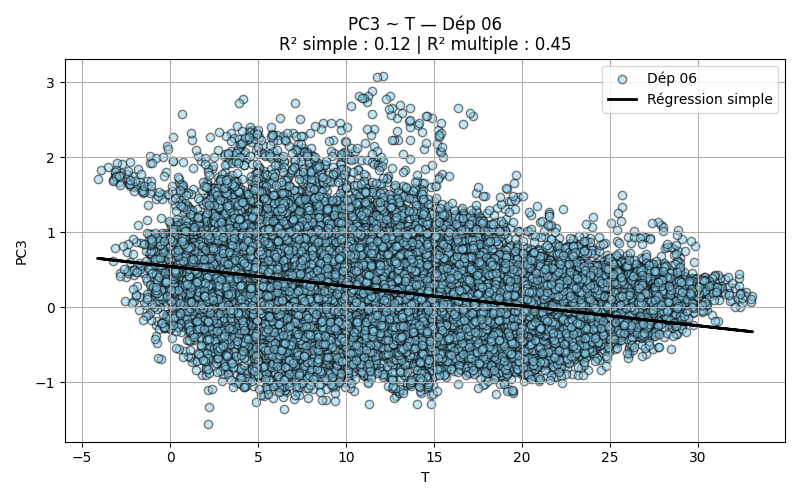 PC3 ~ T — Dép 06
R² simple : 0.12 | R² multiple : 0.45
Dép 06
Régression simple
3
2
1
0
−1
PC3
−5
0
5
10
15
20
25
30
T